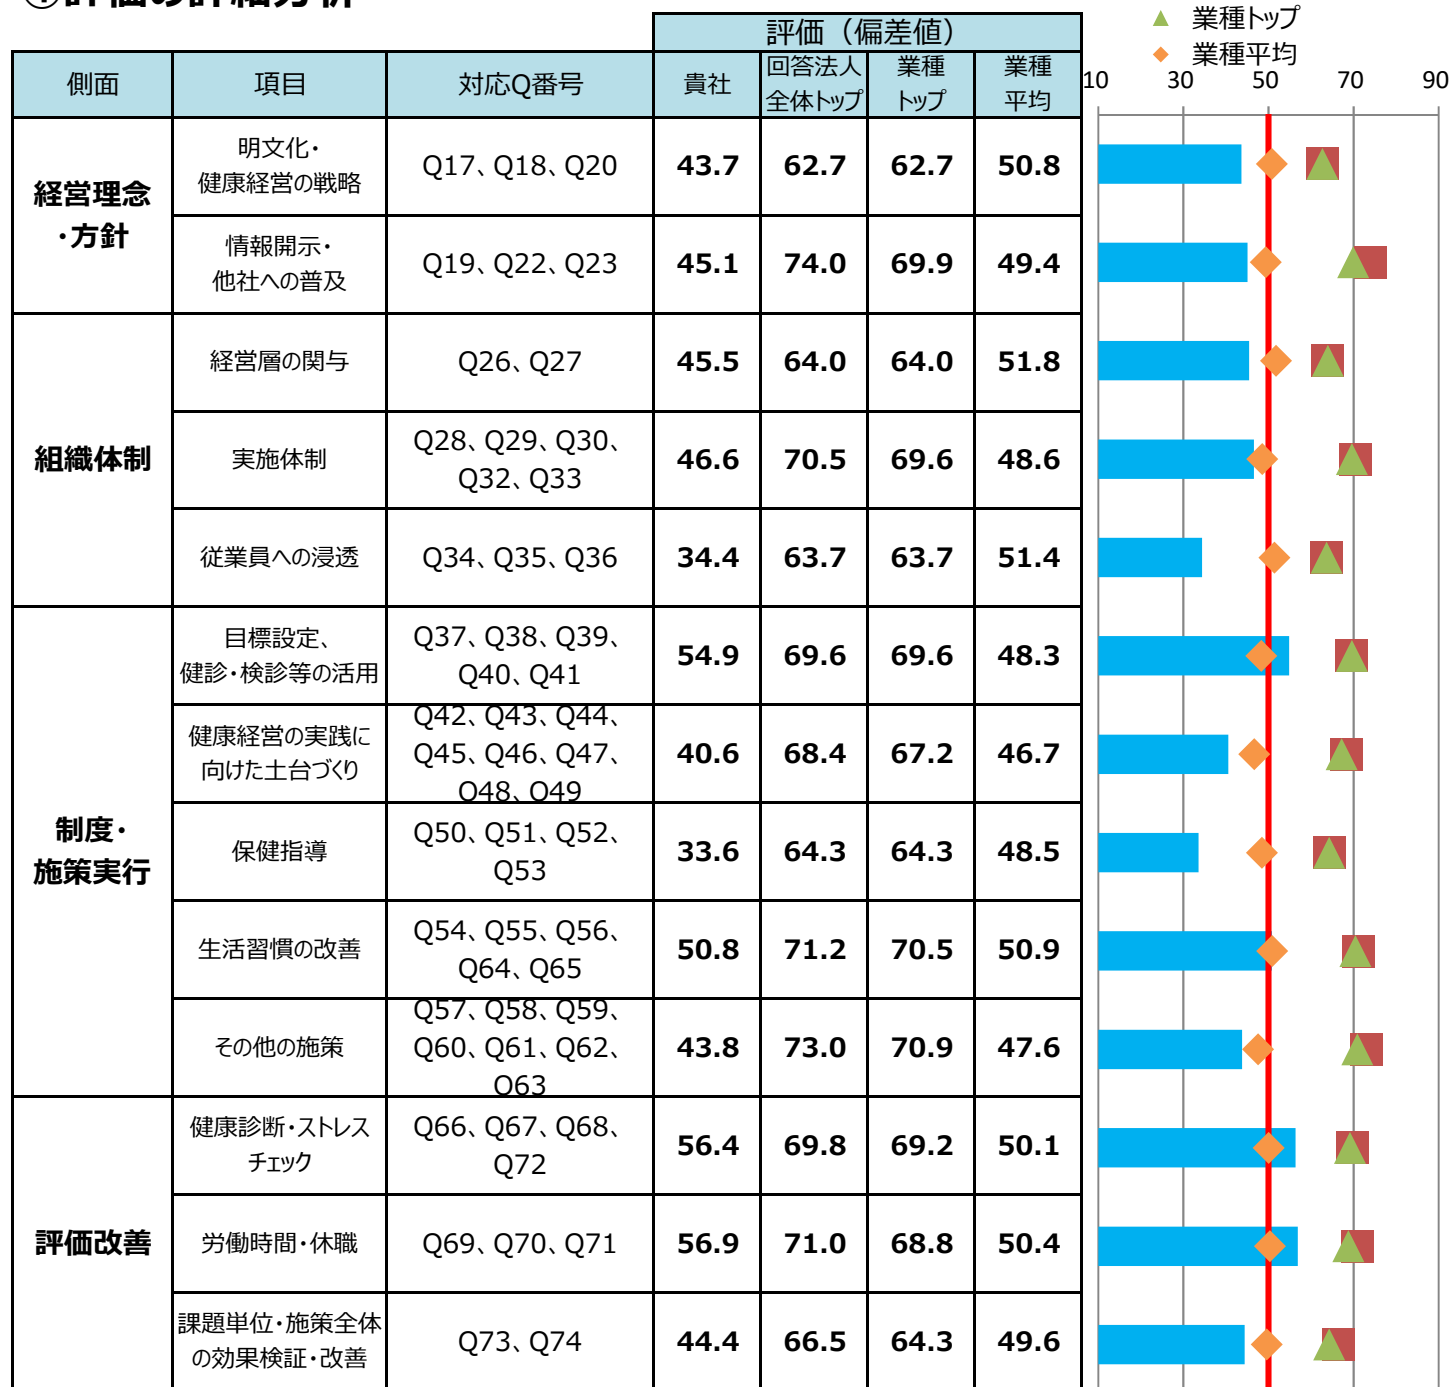 ①評価の詳細分析
▲ 業種トップ
◆ 業種平均
評価（偏差値）
側面 項目 対応Q番号 貴社 回答法人全体トップ 業種トップ 業種平均
10 30 50 70 90
経営理念
・方針
明文化・
健康経営の戦略
Q17、Q18、Q20 43.7 62.7 62.7 50.8
情報開示・
他社への普及
Q19、Q22、Q23 45.1 74.0 69.9 49.4
組織体制
経営層の関与 Q26、Q27 45.5 64.0 64.0 51.8
実施体制
Q28、Q29、Q30、
Q32、Q33
46.6 70.5 69.6 48.6
従業員への浸透 Q34、Q35、Q36 34.4 63.7 63.7 51.4
制度・
施策実行
目標設定、
健診・検診等の活用
Q37、Q38、Q39、
Q40、Q41
54.9 69.6 69.6 48.3
健康経営の実践に
向けた土台づくり
Q42、Q43、Q44、
Q45、Q46、Q47、
Q48、Q49
40.6 68.4 67.2 46.7
保健指導
Q50、Q51、Q52、
Q53
33.6 64.3 64.3 48.5
生活習慣の改善
Q54、Q55、Q56、
Q64、Q65
50.8 71.2 70.5 50.9
その他の施策
Q57、Q58、Q59、
Q60、Q61、Q62、
Q63
43.8 73.0 70.9 47.6
評価改善
健康診断・ストレス
チェック
Q66、Q67、Q68、
Q72
56.4 69.8 69.2 50.1
労働時間・休職 Q69、Q70、Q71 56.9 71.0 68.8 50.4
課題単位・施策全体
の効果検証・改善
Q73、Q74 44.4 66.5 64.3 49.6